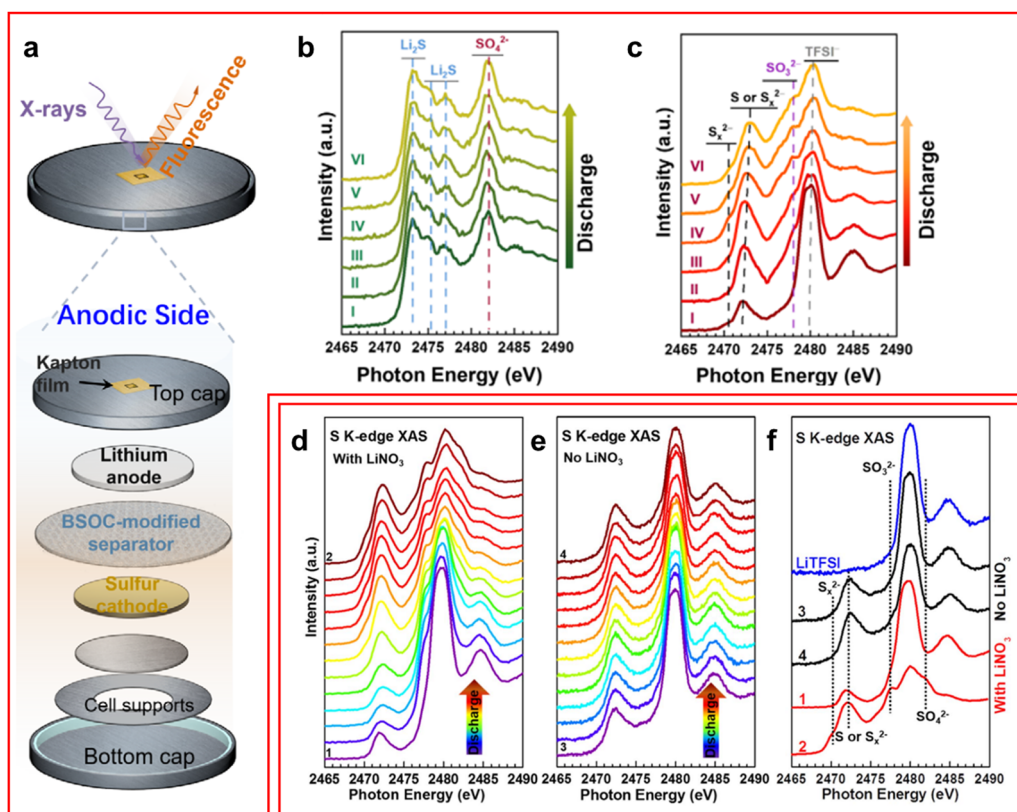 a
X-rays
Fluorescence
Anodic Side
Kapton
film
Top cap
Lithium
anode
BSOC-modified
separator
Sulfur
cathode
Cell supports
Bottom cap
b
Li₂S
Li₂S
SO₄²⁻
Intensity (a.u.)
VI
V
IV
III
II
I
Discharge
2465 2470 2475 2480 2485 2490
Photon Energy (eV)
c
TFSI⁻
SO₃²⁻
S or Sₓ²⁻
Sₓ²⁻
Intensity (a.u.)
VI
V
IV
III
II
I
Discharge
2465 2470 2475 2480 2485 2490
Photon Energy (eV)
d
S K-edge XAS
With LiNO₃
Intensity (a.u.)
2
1
Discharge
2465 2470 2475 2480 2485 2490
Photon Energy (eV)
e
S K-edge XAS
No LiNO₃
4
3
Discharge
2465 2470 2475 2480 2485 2490
Photon Energy (eV)
f
S K-edge XAS
SO₃²⁻
LiTFSI
Sₓ²⁻
3
4
1
2
S or Sₓ²⁻
SO₄²⁻
No LiNO₃
With LiNO₃
2465 2470 2475 2480 2485 2490
Photon Energy (eV)